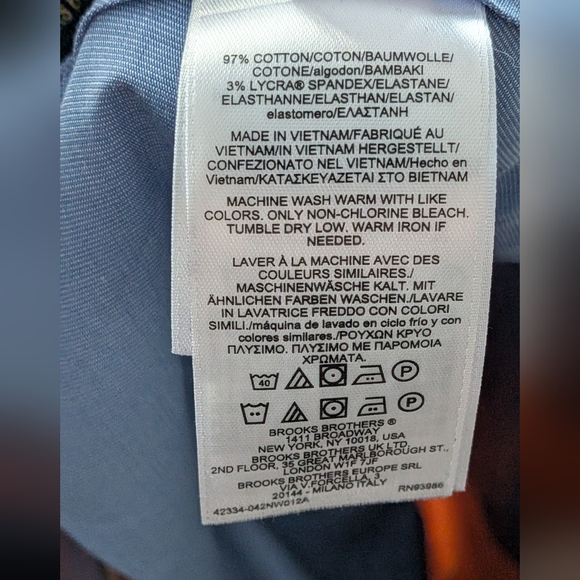 97% COTTON/COTON/BAUMWOLLE/
COTONE/algodon/BAMBAKI
3% LYCRA® SPANDEX/ELASTANE/
ELASTHANNE/ELASTHAN/ELASTAN/
elastomero/ΕΛΑΣΤΑΝΗ
MADE IN VIETNAM/FABRIQUÉ AU
VIETNAM/IN VIETNAM HERGESTELLT/
CONFEZIONATO NEL VIETNAM/Hecho en
Vietnam/ΚΑΤΑΣΚΕΥΑΖΕΤΑΙ ΣΤΟ ΒΙΕΤΝΑΜ
MACHINE WASH WARM WITH LIKE
COLORS. ONLY NON-CHLORINE BLEACH.
TUMBLE DRY LOW. WARM IRON IF
NEEDED.
LAVER À LA MACHINE AVEC DES
COULEURS SIMILAIRES./
MASCHINENWÄSCHE KALT. MIT
ÄHNLICHEN FARBEN WASCHEN./LAVARE
IN LAVATRICE FREDDO CON COLORI
SIMILI./máquina de lavado en ciclo frío y con
colores similares./ΡΟΥΧΩΝ ΚΡΥΟ
ΠΛΥΣΙΜΟ. ΠΛΥΣΙΜΟ ΜΕ ΠΑΡΟΜΟΙΑ
ΧΡΩΜΑΤΑ.
40 P
P
BROOKS BROTHERS ®
1411 BROADWAY
NEW YORK, NY 10018, USA
BROOKS BROTHERS UK LTD.
2ND FLOOR, 35 GREAT MARLBOROUGH ST.,
LONDON W1F 7JF
BROOKS BROTHERS EUROPE SRL
VIA V.FORCELLA, 3
20144 - MILANO ITALY
42334-042NW012A RN93986